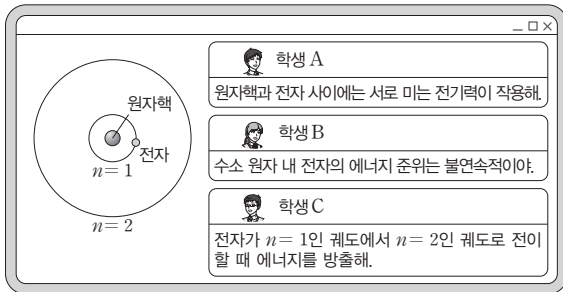 원자핵
전자
n= 1
n= 2
학생 A
원자핵과 전자 사이에는 서로 미는 전기력이 작용해.
학생 B
수소 원자 내 전자의 에너지 준위는 불연속적이야.
학생 C
전자가 n= 1인 궤도에서 n= 2인 궤도로 전이
할 때 에너지를 방출해.